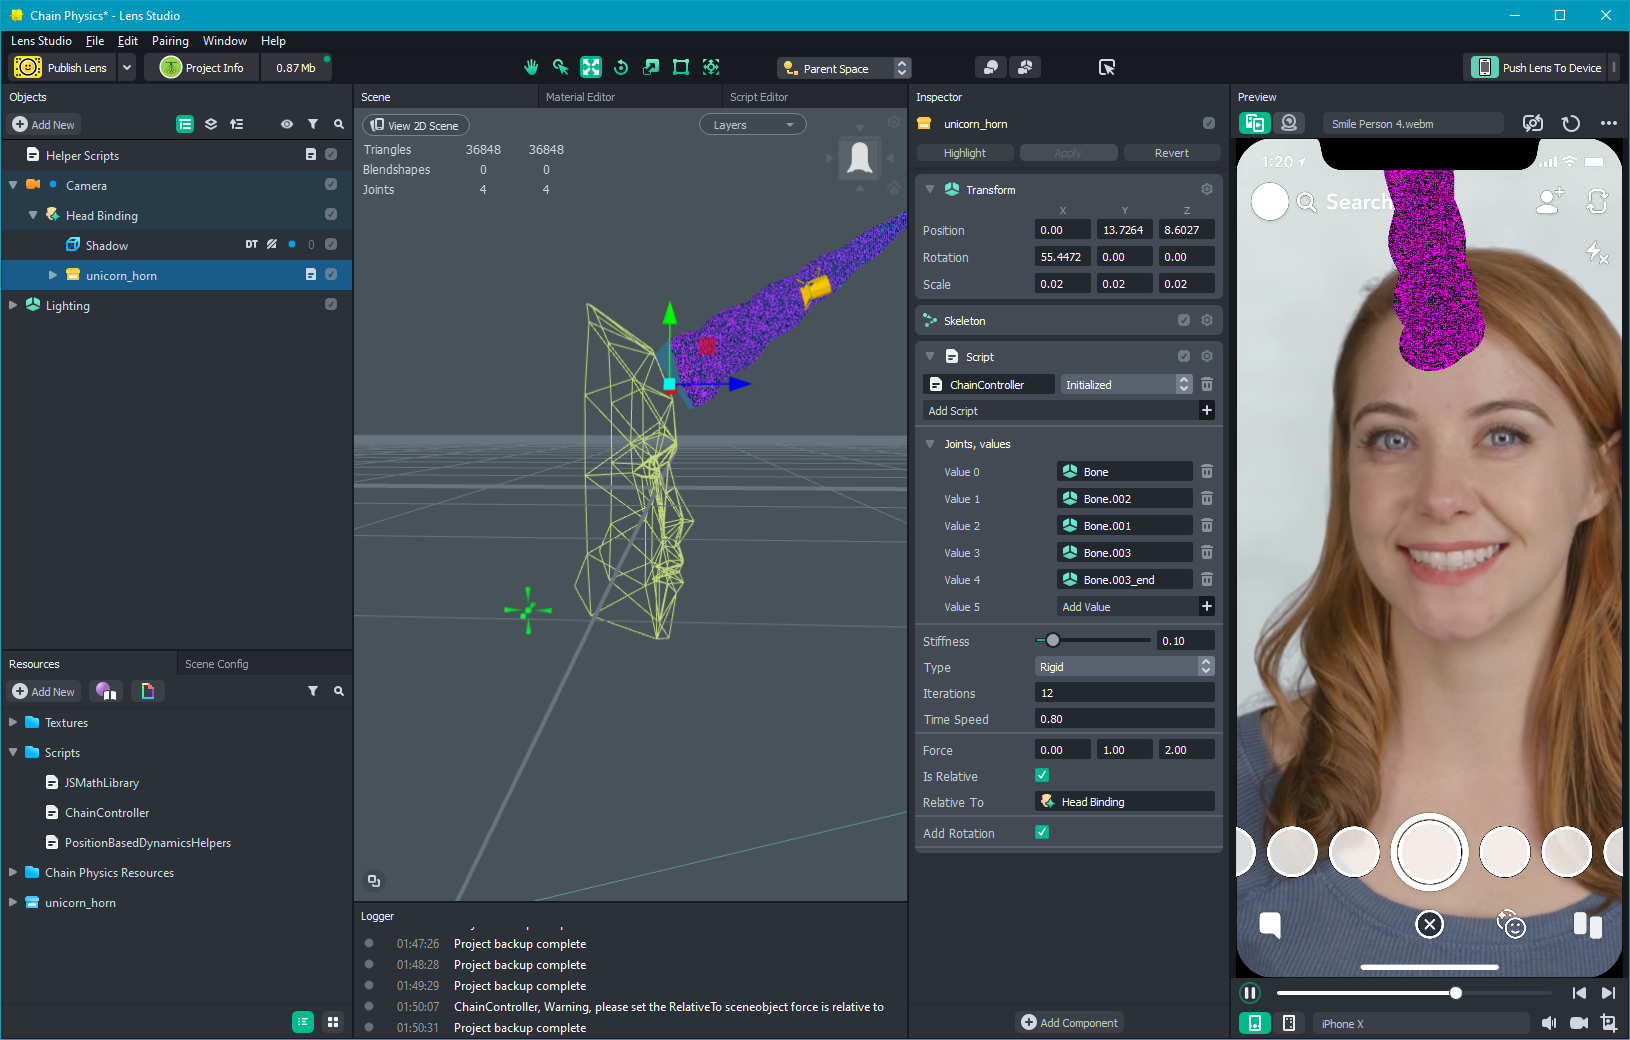 Chain Physics* - Lens Studio
Lens Studio File Edit Pairing Window Help
Publish Lens Project Info 0.87 Mb Parent Space Push Lens To Device
Objects
Add New
Helper Scripts
Camera
Head Binding
Shadow DT 0
unicorn_horn
Lighting
Resources Scene Config
Add New
Textures
Scripts
JSMathLibrary
ChainController
PositionBasedDynamicsHelpers
Chain Physics Resources
unicorn_horn
Scene Material Editor Script Editor
View 2D Scene Layers
Triangles 36848 36848
Blendshapes 0 0
Joints 4 4
Logger
01:47:26 Project backup complete
01:48:28 Project backup complete
01:49:29 Project backup complete
01:50:07 ChainController, Warning, please set the RelativeTo sceneobject force is relative to
01:50:31 Project backup complete
Inspector
unicorn_horn
Highlight Apply Revert
Transform
X Y Z
Position 0.00 13.7264 8.6027
Rotation 55.4472 0.00 0.00
Scale 0.02 0.02 0.02
Skeleton
Script
ChainController Initialized
Add Script
Joints, values
Value 0 Bone
Value 1 Bone.002
Value 2 Bone.001
Value 3 Bone.003
Value 4 Bone.003_end
Value 5 Add Value
Stiffness 0.10
Type Rigid
Iterations 12
Time Speed 0.80
Force 0.00 1.00 2.00
Is Relative
Relative To Head Binding
Add Rotation
Add Component
Preview
Smile Person 4.webm
1:20
Search
iPhone X